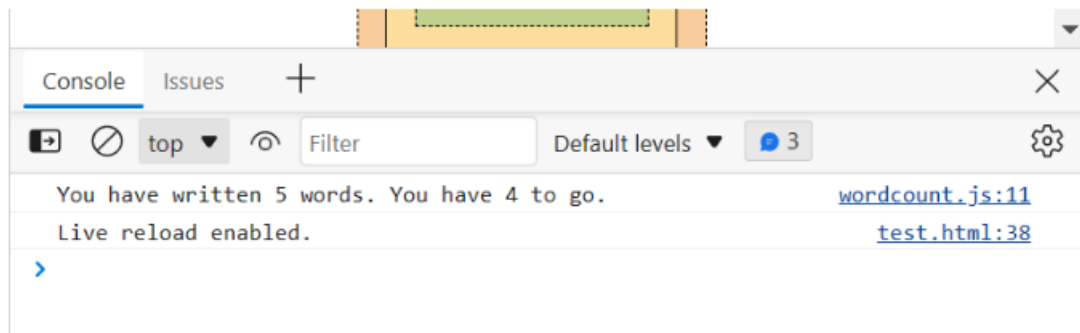 Console Issues
top Filter Default levels 3
You have written 5 words. You have 4 to go. wordcount.js:11
Live reload enabled. test.html:38